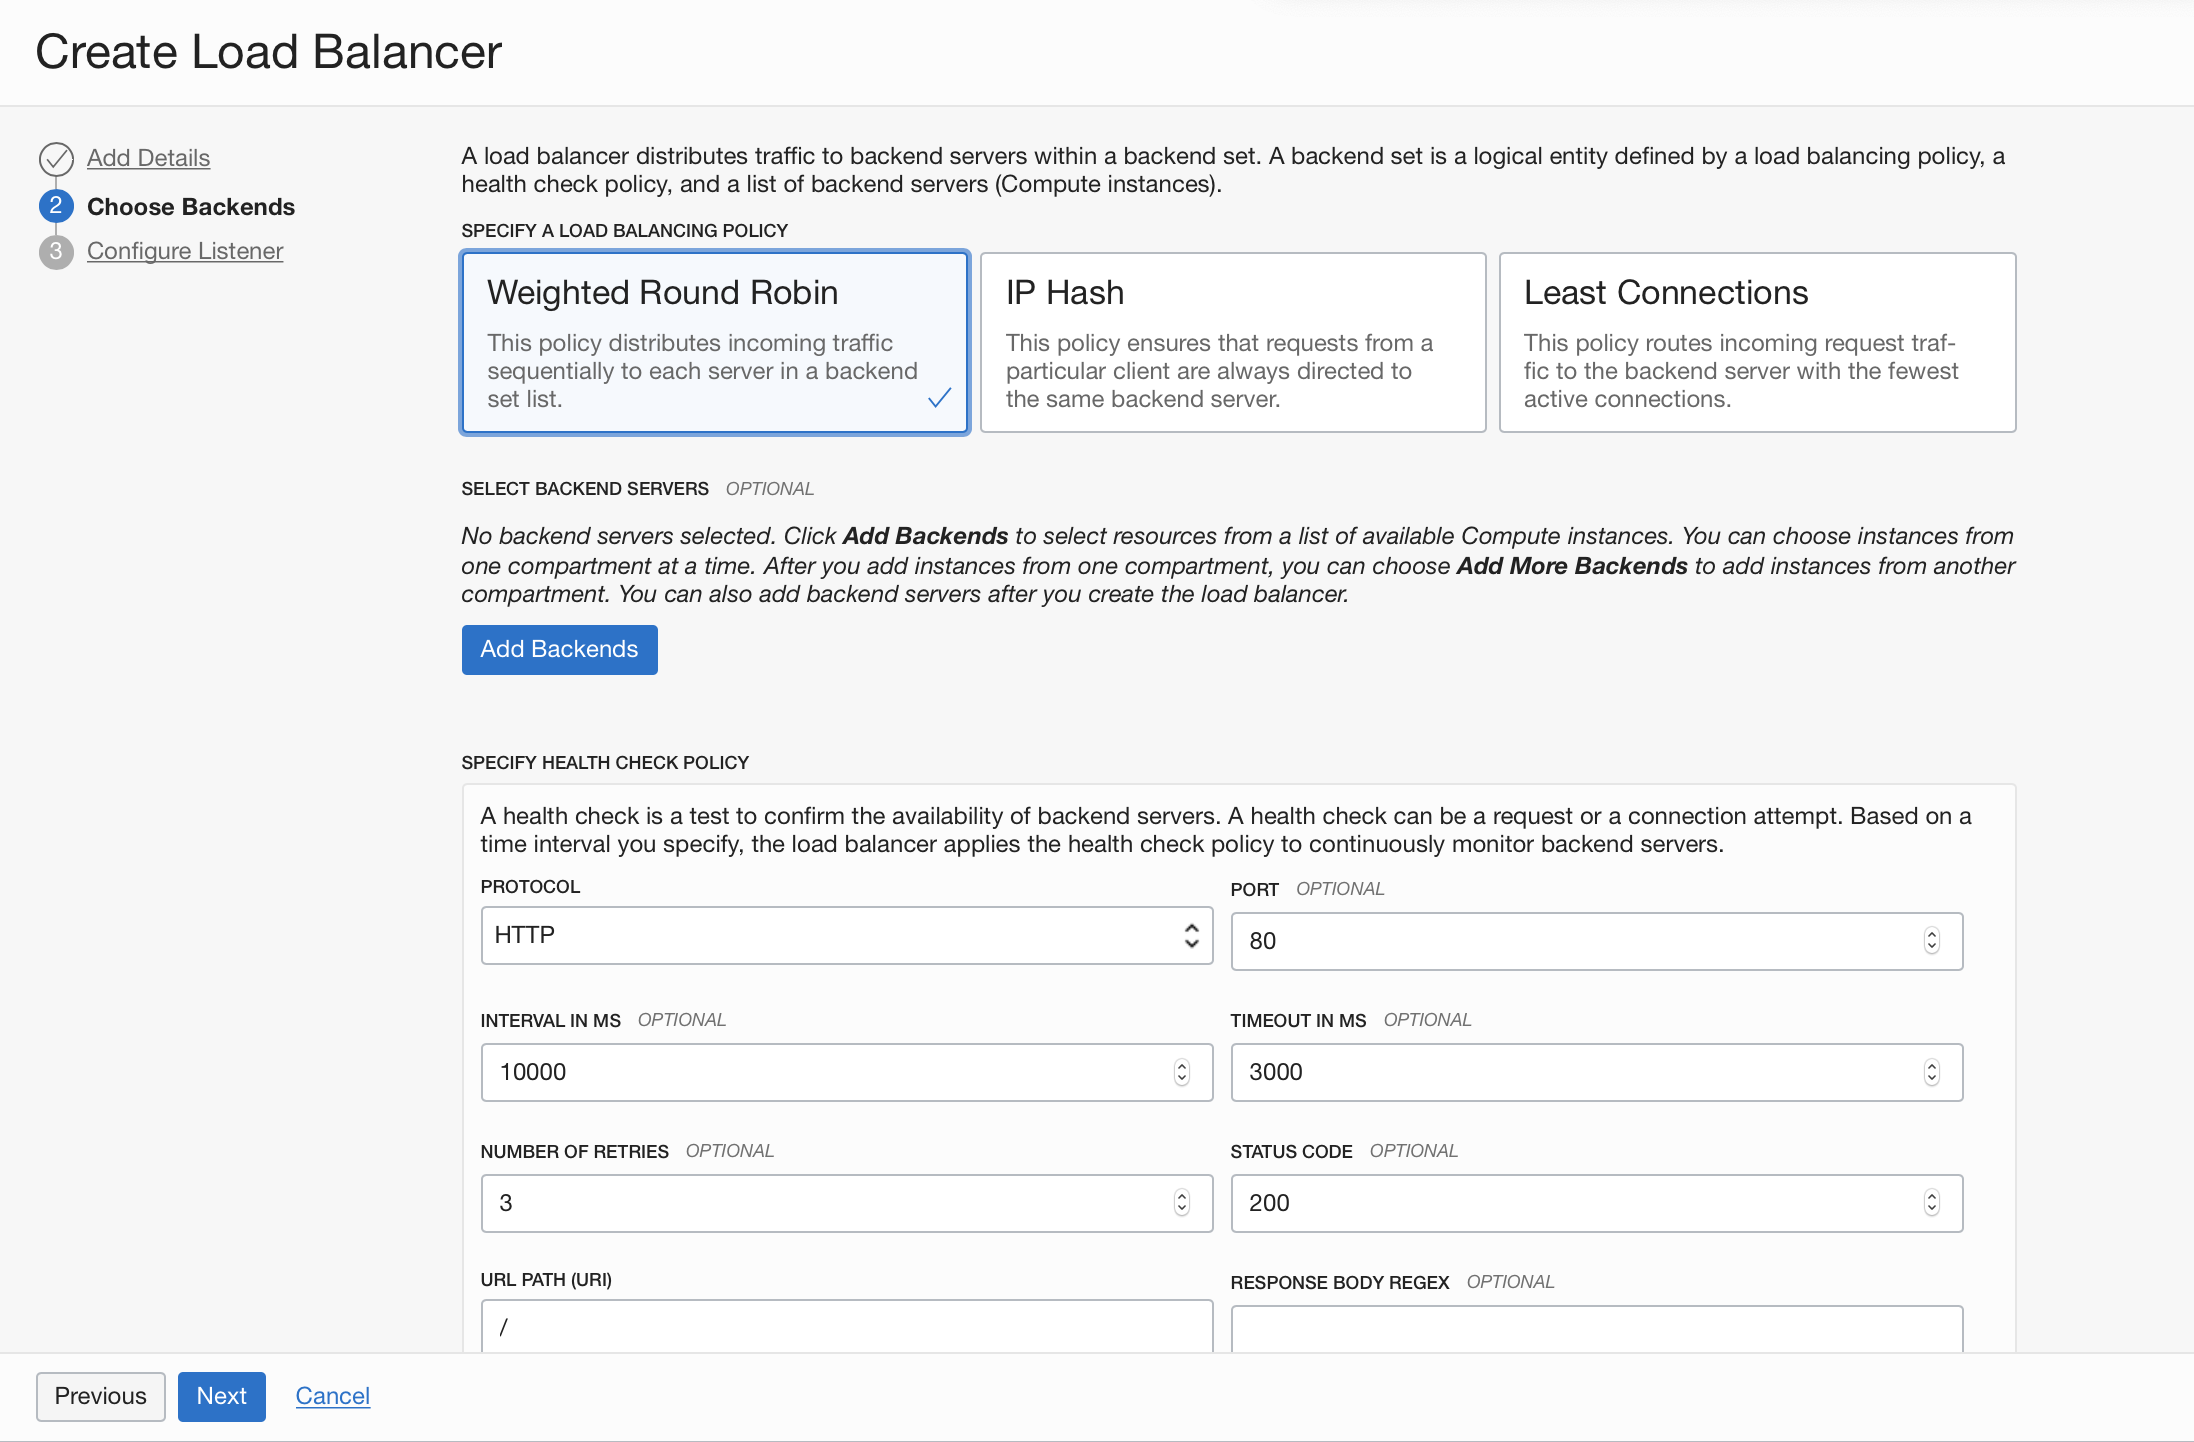 Create Load Balancer
Add Details
2 Choose Backends
3 Configure Listener
A load balancer distributes traffic to backend servers within a backend set. A backend set is a logical entity defined by a load balancing policy, a
health check policy, and a list of backend servers (Compute instances).
SPECIFY A LOAD BALANCING POLICY
Weighted Round Robin
This policy distributes incoming traffic
sequentially to each server in a backend
set list.
IP Hash
This policy ensures that requests from a
particular client are always directed to
the same backend server.
Least Connections
This policy routes incoming request traf-
fic to the backend server with the fewest
active connections.
SELECT BACKEND SERVERS OPTIONAL
No backend servers selected. Click Add Backends to select resources from a list of available Compute instances. You can choose instances from
one compartment at a time. After you add instances from one compartment, you can choose Add More Backends to add instances from another
compartment. You can also add backend servers after you create the load balancer.
Add Backends
SPECIFY HEALTH CHECK POLICY
A health check is a test to confirm the availability of backend servers. A health check can be a request or a connection attempt. Based on a
time interval you specify, the load balancer applies the health check policy to continuously monitor backend servers.
PROTOCOL
HTTP
PORT OPTIONAL
80
INTERVAL IN MS OPTIONAL
10000
TIMEOUT IN MS OPTIONAL
3000
NUMBER OF RETRIES OPTIONAL
3
STATUS CODE OPTIONAL
200
URL PATH (URI)
/
RESPONSE BODY REGEX OPTIONAL
Previous Next Cancel